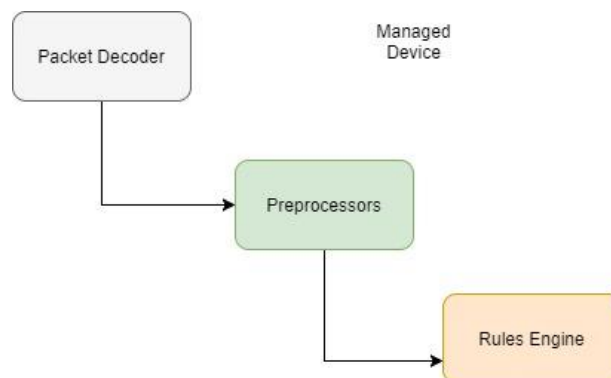 Packet Decoder
Managed
Device
Preprocessors
Rules Engine